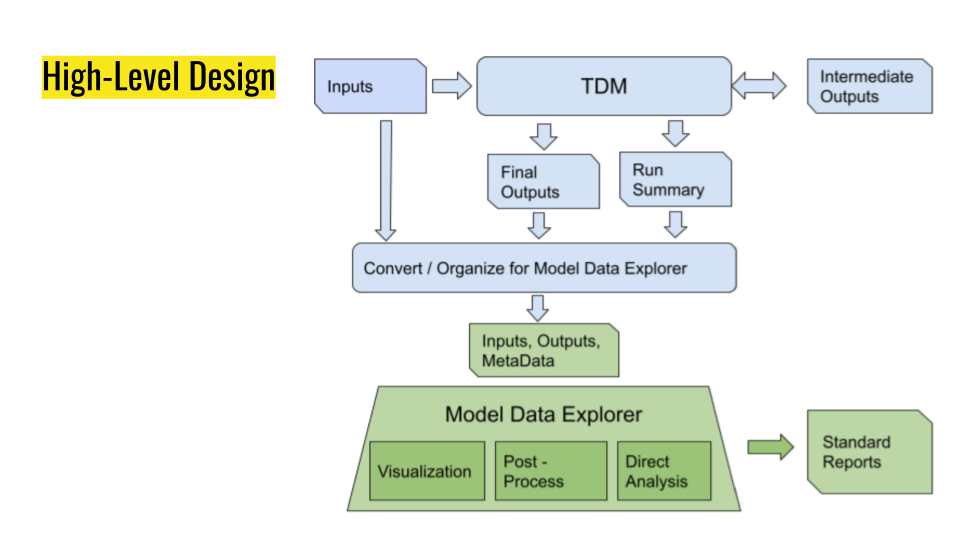 High-Level Design
Inputs
TDM
Intermediate
Outputs
Final
Outputs
Run
Summary
Convert / Organize for Model Data Explorer
Inputs, Outputs,
MetaData
Model Data Explorer
Visualization
Post -
Process
Direct
Analysis
Standard
Reports